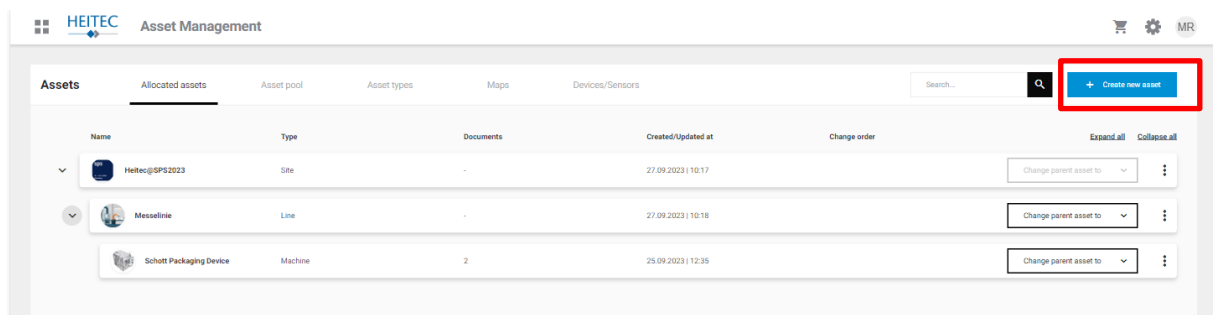 HEITEC Asset Management MR
Assets Allocated assets Asset pool Asset types Maps Devices/Sensors Search... + Create new asset
Name Type Documents Created/Updated at Change order Expand all Collapse all
Heitec@SPS2023 Site - 27.09.2023 | 10:17 Change parent asset to
Messelinie Line - 27.09.2023 | 10:18 Change parent asset to
Schott Packaging Device Machine 2 25.09.2023 | 12:35 Change parent asset to